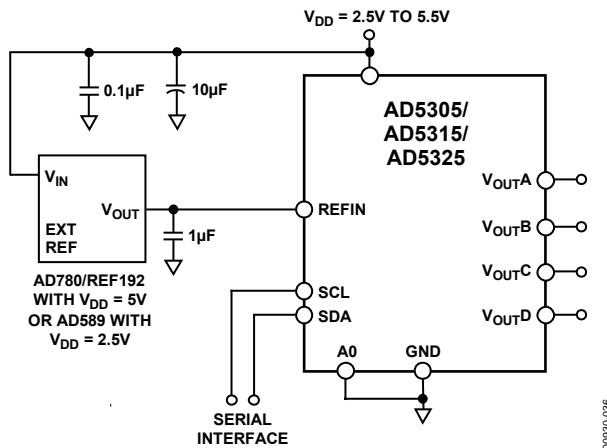 V_DD = 2.5V TO 5.5V
0.1µF
10µF
AD5305/
AD5315/
AD5325
V_IN
V_OUT
EXT
REF
1µF
REFIN
V_OUTA
V_OUTB
V_OUTC
V_OUTD
AD780/REF192
WITH V_DD = 5V
OR AD589 WITH
V_DD = 2.5V
SCL
SDA
A0
GND
SERIAL
INTERFACE
00930-036